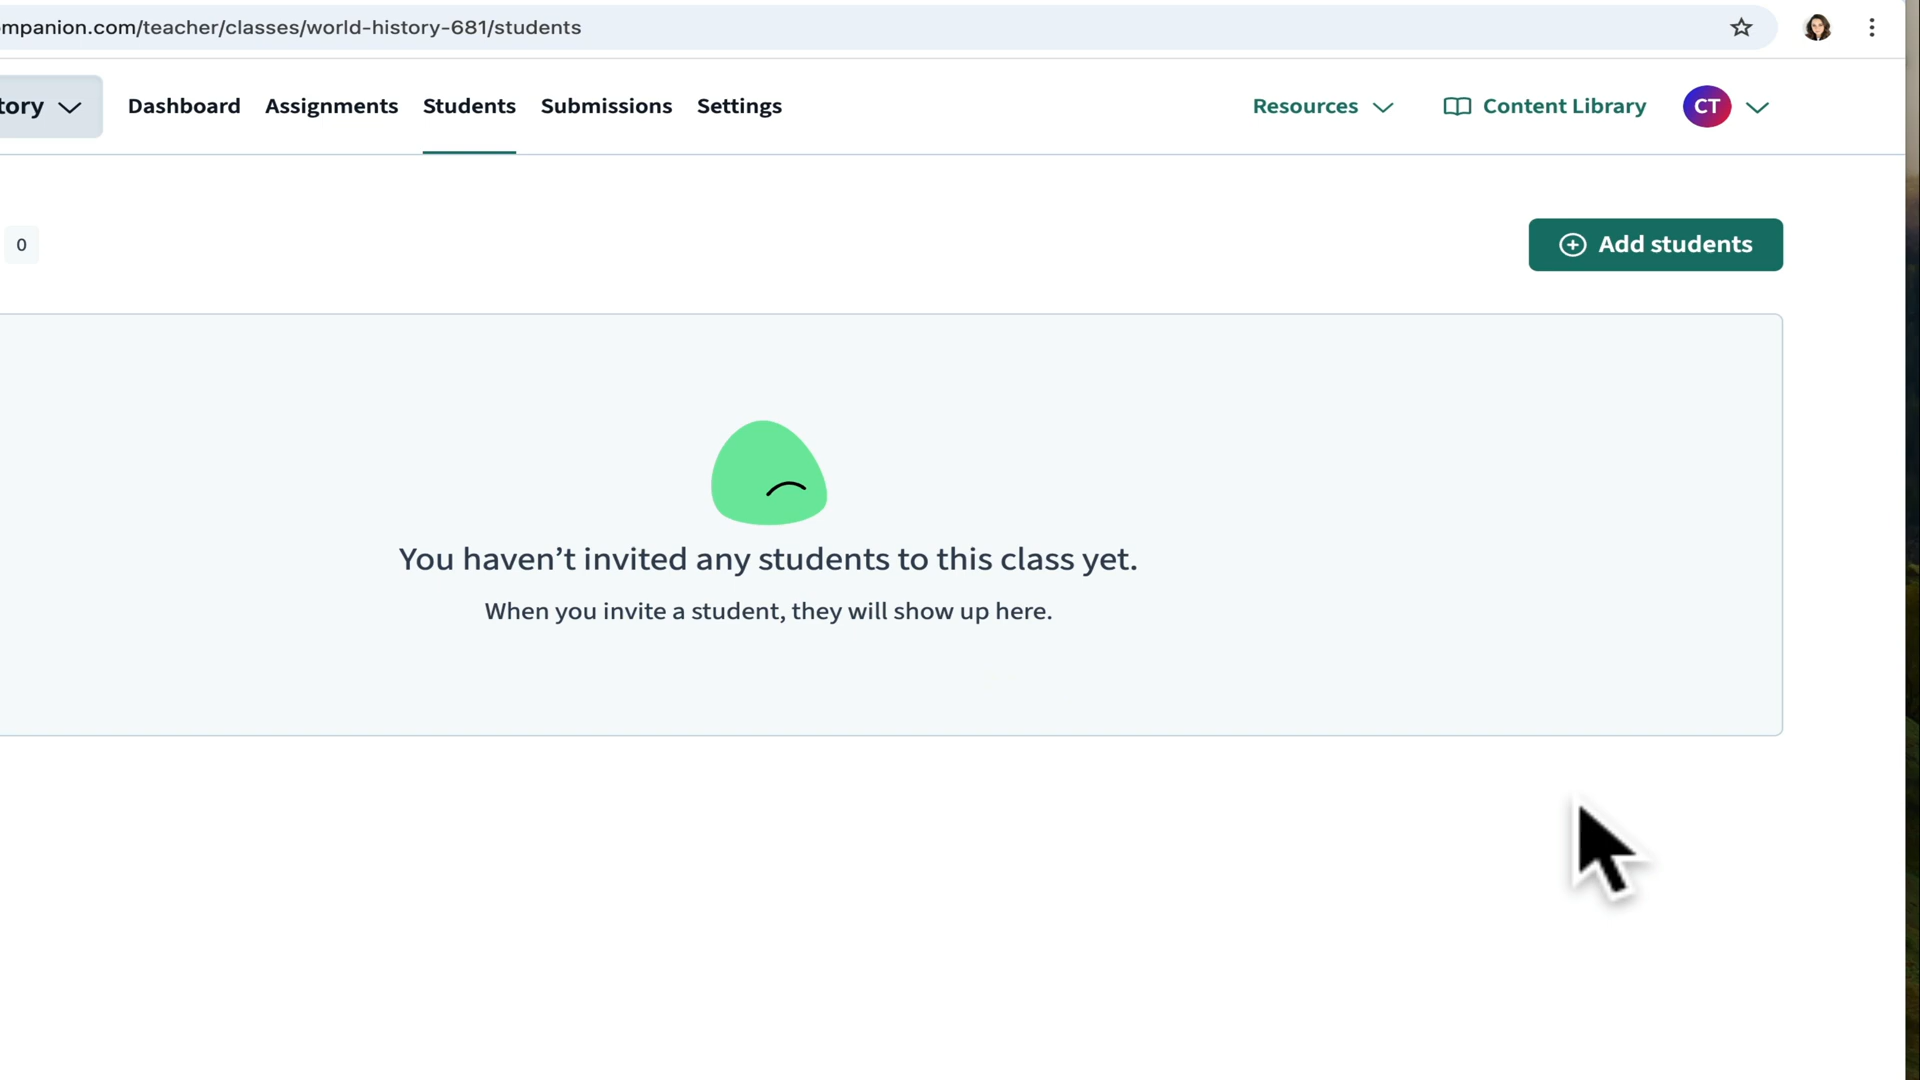 mpanion.com/teacher/classes/world-history-681/students
tory Dashboard Assignments Students Submissions Settings Resources Content Library CT
0 Add students
You haven’t invited any students to this class yet.
When you invite a student, they will show up here.